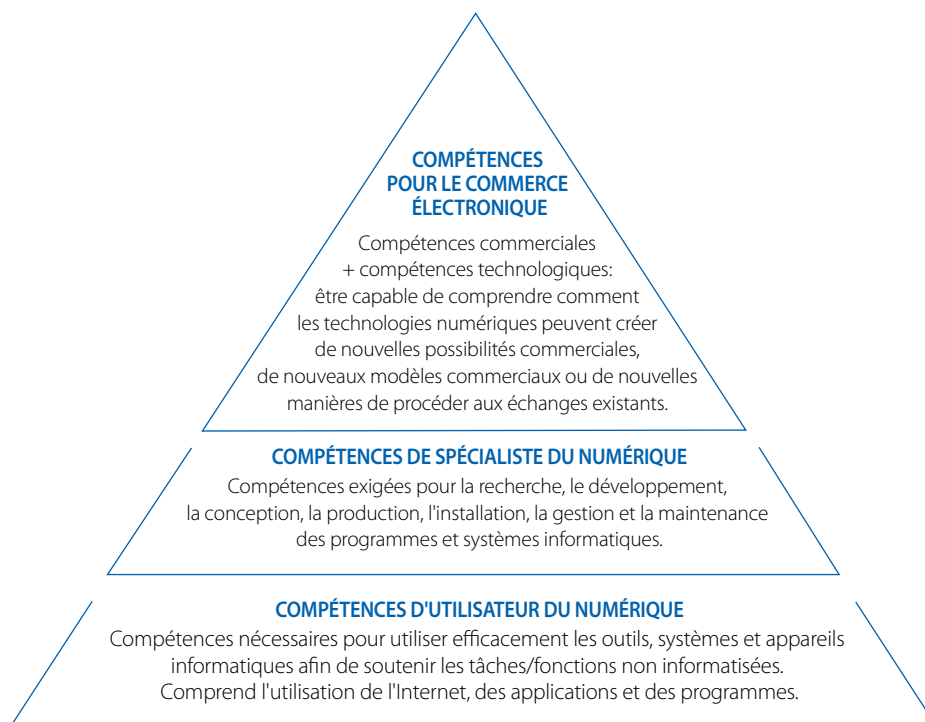 COMPÉTENCES
POUR LE COMMERCE
ÉLECTRONIQUE
Compétences commerciales
+ compétences technologiques:
être capable de comprendre comment
les technologies numériques peuvent créer
de nouvelles possibilités commerciales,
de nouveaux modèles commerciaux ou de nouvelles
manières de procéder aux échanges existants.
COMPÉTENCES DE SPÉCIALISTE DU NUMÉRIQUE
Compétences exigées pour la recherche, le développement,
la conception, la production, l'installation, la gestion et la maintenance
des programmes et systèmes informatiques.
COMPÉTENCES D'UTILISATEUR DU NUMÉRIQUE
Compétences nécessaires pour utiliser efficacement les outils, systèmes et appareils
informatiques afin de soutenir les tâches/fonctions non informatisées.
Comprend l'utilisation de l'Internet, des applications et des programmes.